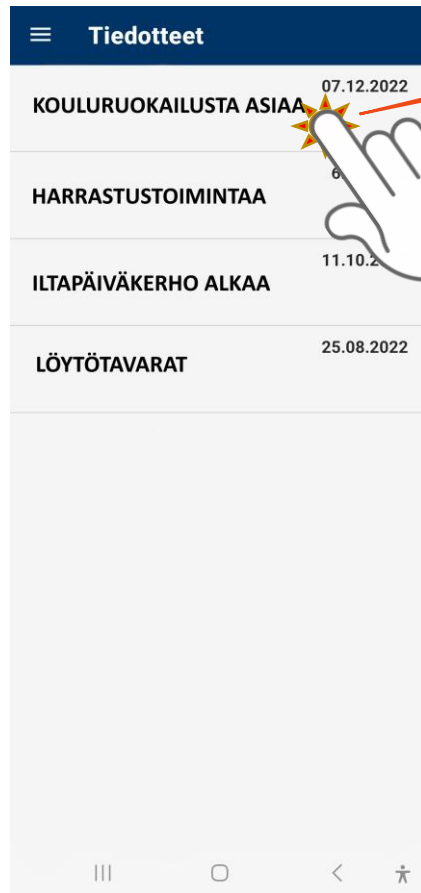 Tiedotteet
07.12.2022
KOULURUOKAILUSTA ASIAA
HARRASTUSTOIMINTAA
ILTAPÄIVÄKERHO ALKAA
25.08.2022
LÖYTÖTAVARAT